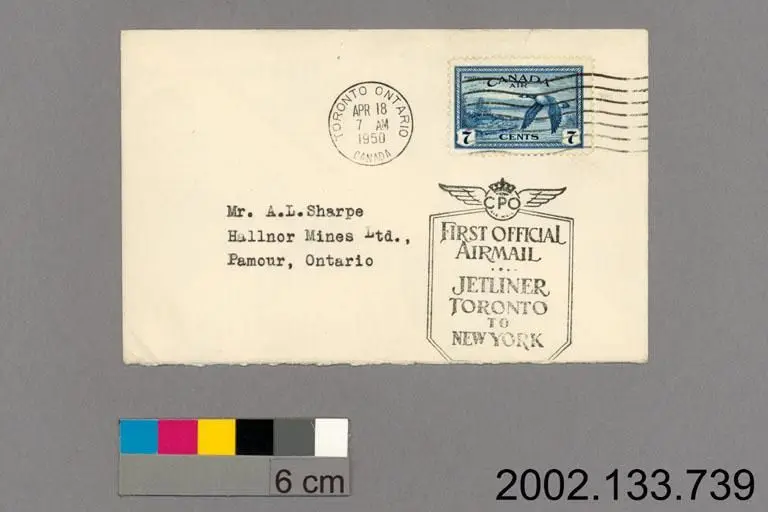 TORONTO ONTARIO
APR 18
7 AM
1950
CANADA
CANADA
AIR
7 CENTS 7
CPO
FIRST OFFICIAL
AIRMAIL
JETLINER
TORONTO
TO
NEW YORK
Mr. A.L.Sharpe
Hallnor Mines Ltd.,
Pamour, Ontario
6 cm
2002.133.739